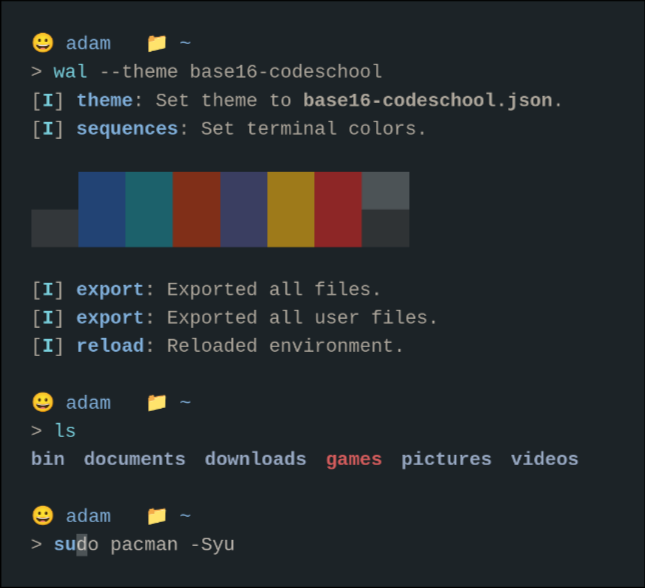 😀 adam 📁 ~
> wal --theme base16-codeschool
[I] theme: Set theme to base16-codeschool.json.
[I] sequences: Set terminal colors.
[I] export: Exported all files.
[I] export: Exported all user files.
[I] reload: Reloaded environment.
😀 adam 📁 ~
> ls
bin documents downloads games pictures videos
😀 adam 📁 ~
> sudo pacman -Syu